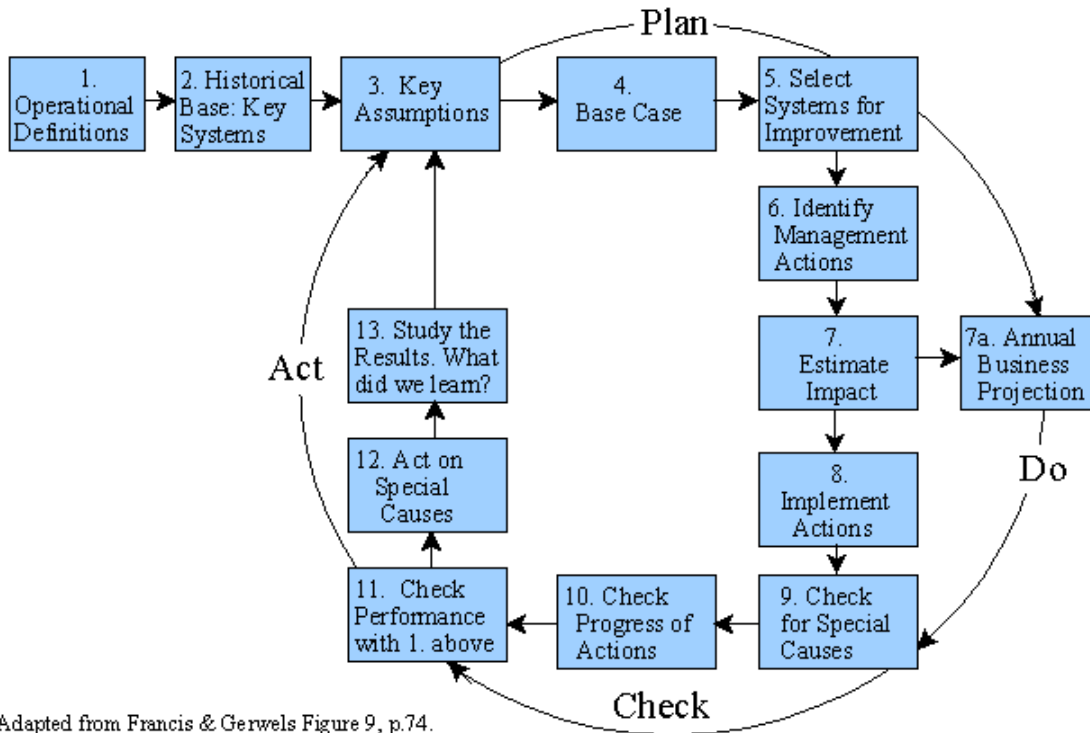 Plan
1.
Operational
Definitions
2. Historical
Base: Key
Systems
3. Key
Assumptions
4.
Base Case
5. Select
Systems for
Improvement
6. Identify
Management
Actions
7.
Estimate
Impact
7a. Annual
Business
Projection
Do
8.
Implement
Actions
9. Check
for Special
Causes
10. Check
Progress of
Actions
11. Check
Performance
with 1. above
12. Act on
Special
Causes
13. Study the
Results. What
did we learn?
Act
Check
Adapted from Francis & Gerwels Figure 9, p.74.